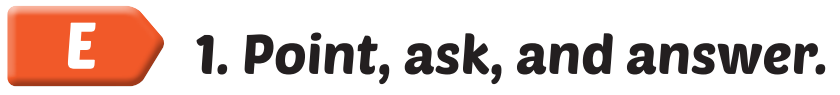 E 1. Point, ask, and answer.